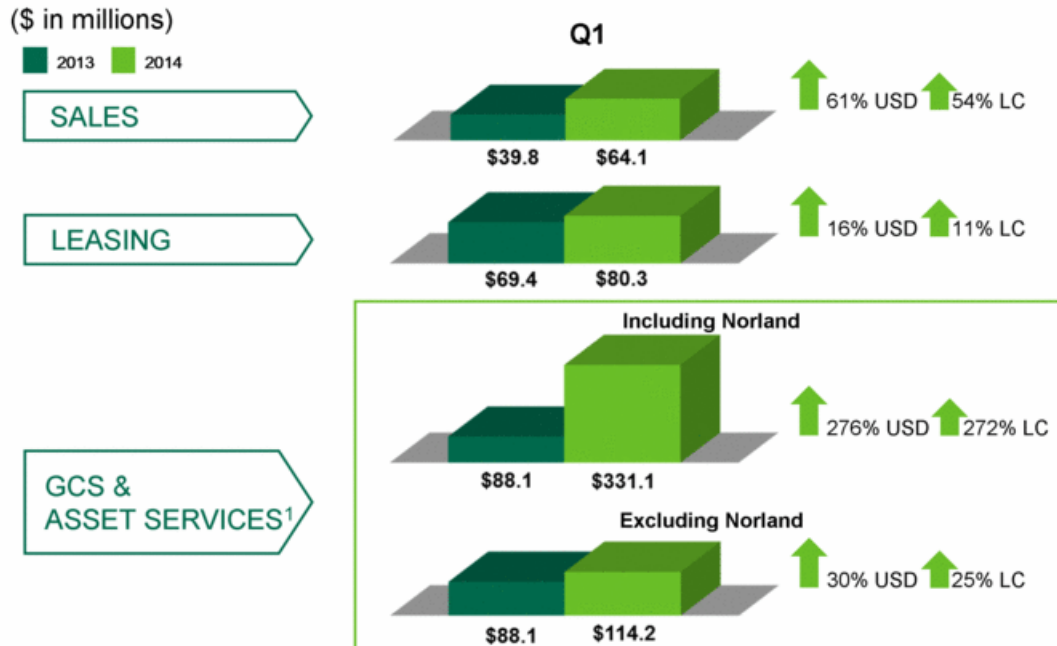 ($ in millions)
Q1
2013 2014
SALES
61% USD 54% LC
$39.8 $64.1
LEASING
16% USD 11% LC
$69.4 $80.3
Including Norland
276% USD 272% LC
$88.1 $331.1
GCS &
ASSET SERVICES¹
Excluding Norland
30% USD 25% LC
$88.1 $114.2